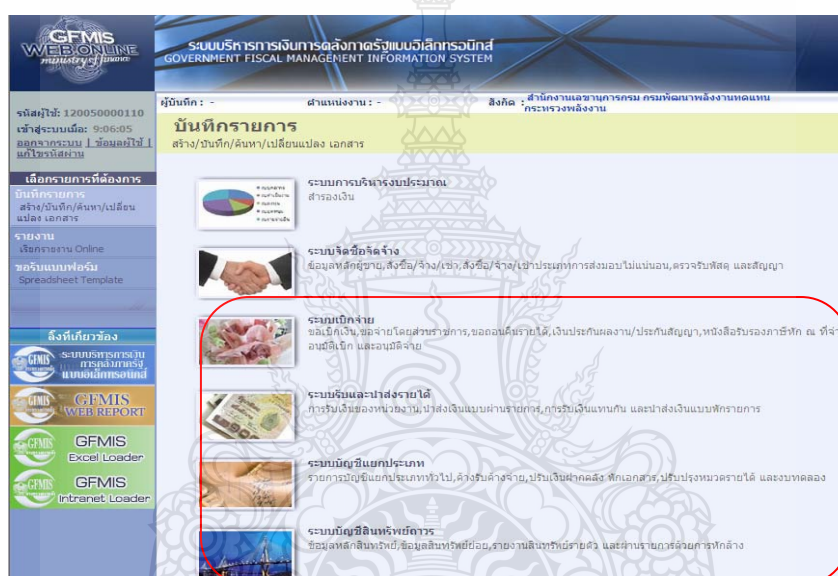 GFMIS
WEB ONLINE
ministry of finance
ระบบบริหารการเงินการคลังภาครัฐแบบอิเล็กทรอนิกส์
GOVERNMENT FISCAL MANAGEMENT INFORMATION SYSTEM
ผู้บันทึก : - ตำแหน่งงาน : - สังกัด : สำนักงานเลขานุการกรม กรมพัฒนาพลังงานทดแทน
กระทรวงพลังงาน
รหัสผู้ใช้: 120050000110
เข้าสู่ระบบเมื่อ: 9:06:05
ออกจากระบบ | ข้อมูลผู้ใช้ |
แก้ไขรหัสผ่าน
บันทึกรายการ
สร้าง/บันทึก/ค้นหา/เปลี่ยนแปลง เอกสาร
เลือกรายการที่ต้องการ
บันทึกรายการ
สร้าง/บันทึก/ค้นหา/เปลี่ยน
แปลง เอกสาร
รายงาน
เรียกรายงาน Online
ขอรับแบบฟอร์ม
Spreadsheet Template
ลิ้งที่เกี่ยวข้อง
GFMIS ระบบบริหารการเงิน
การคลังภาครัฐ
แบบอิเล็กทรอนิกส์
GFMIS GFMIS
WEB REPORT
GFMIS GFMIS
Excel Loader
GFMIS GFMIS
Intranet Loader
ระบบการบริหารงบประมาณ
สำรองเงิน
ระบบจัดซื้อจัดจ้าง
ข้อมูลหลักผู้ขาย,สั่งซื้อ/จ้าง/เช่า,สั่งซื้อ/จ้าง/เช่าประเภทการส่งมอบไม่แน่นอน,ตรวจรับพัสดุ และสัญญา
ระบบเบิกจ่าย
ขอเบิกเงิน,ขอจ่ายโดยส่วนราชการ,ขอถอนคืนรายได้,เงินประกันผลงาน/ประกันสัญญา,หนังสือรับรองภาษีหัก ณ ที่จ่า
อนุมัติเบิก และอนุมัติจ่าย
ระบบรับและนำส่งรายได้
การรับเงินของหน่วยงาน,นำส่งเงินแบบผ่านรายการ,การรับเงินแทนกัน และนำส่งเงินแบบพักรายการ
ระบบบัญชีแยกประเภท
รายการบัญชีแยกประเภททั่วไป,ค้างรับค้างจ่าย,ปรับเงินฝากคลัง พักเอกสาร,ปรับปรุงหมวดรายได้ และงบทดลอง
ระบบบัญชีสินทรัพย์ถาวร
ข้อมูลหลักสินทรัพย์,ข้อมูลสินทรัพย์ย่อย,รายงานสินทรัพย์รายตัว และผ่านรายการด้วยการหักล้าง